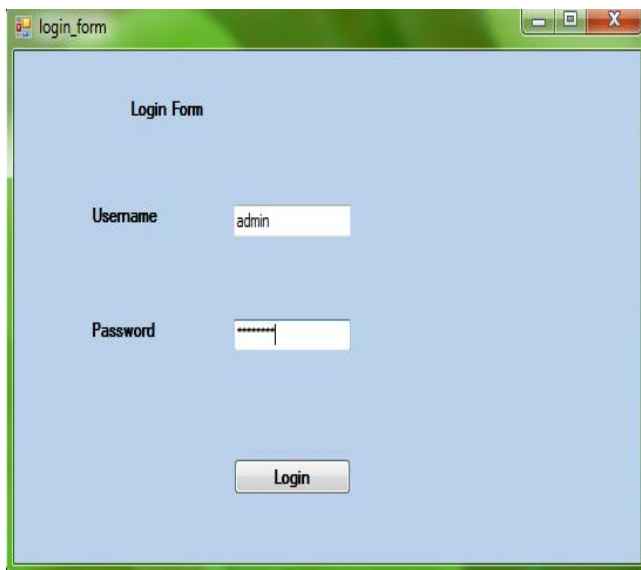 login_form
X
Login Form
Username
admin
Password
********
Login